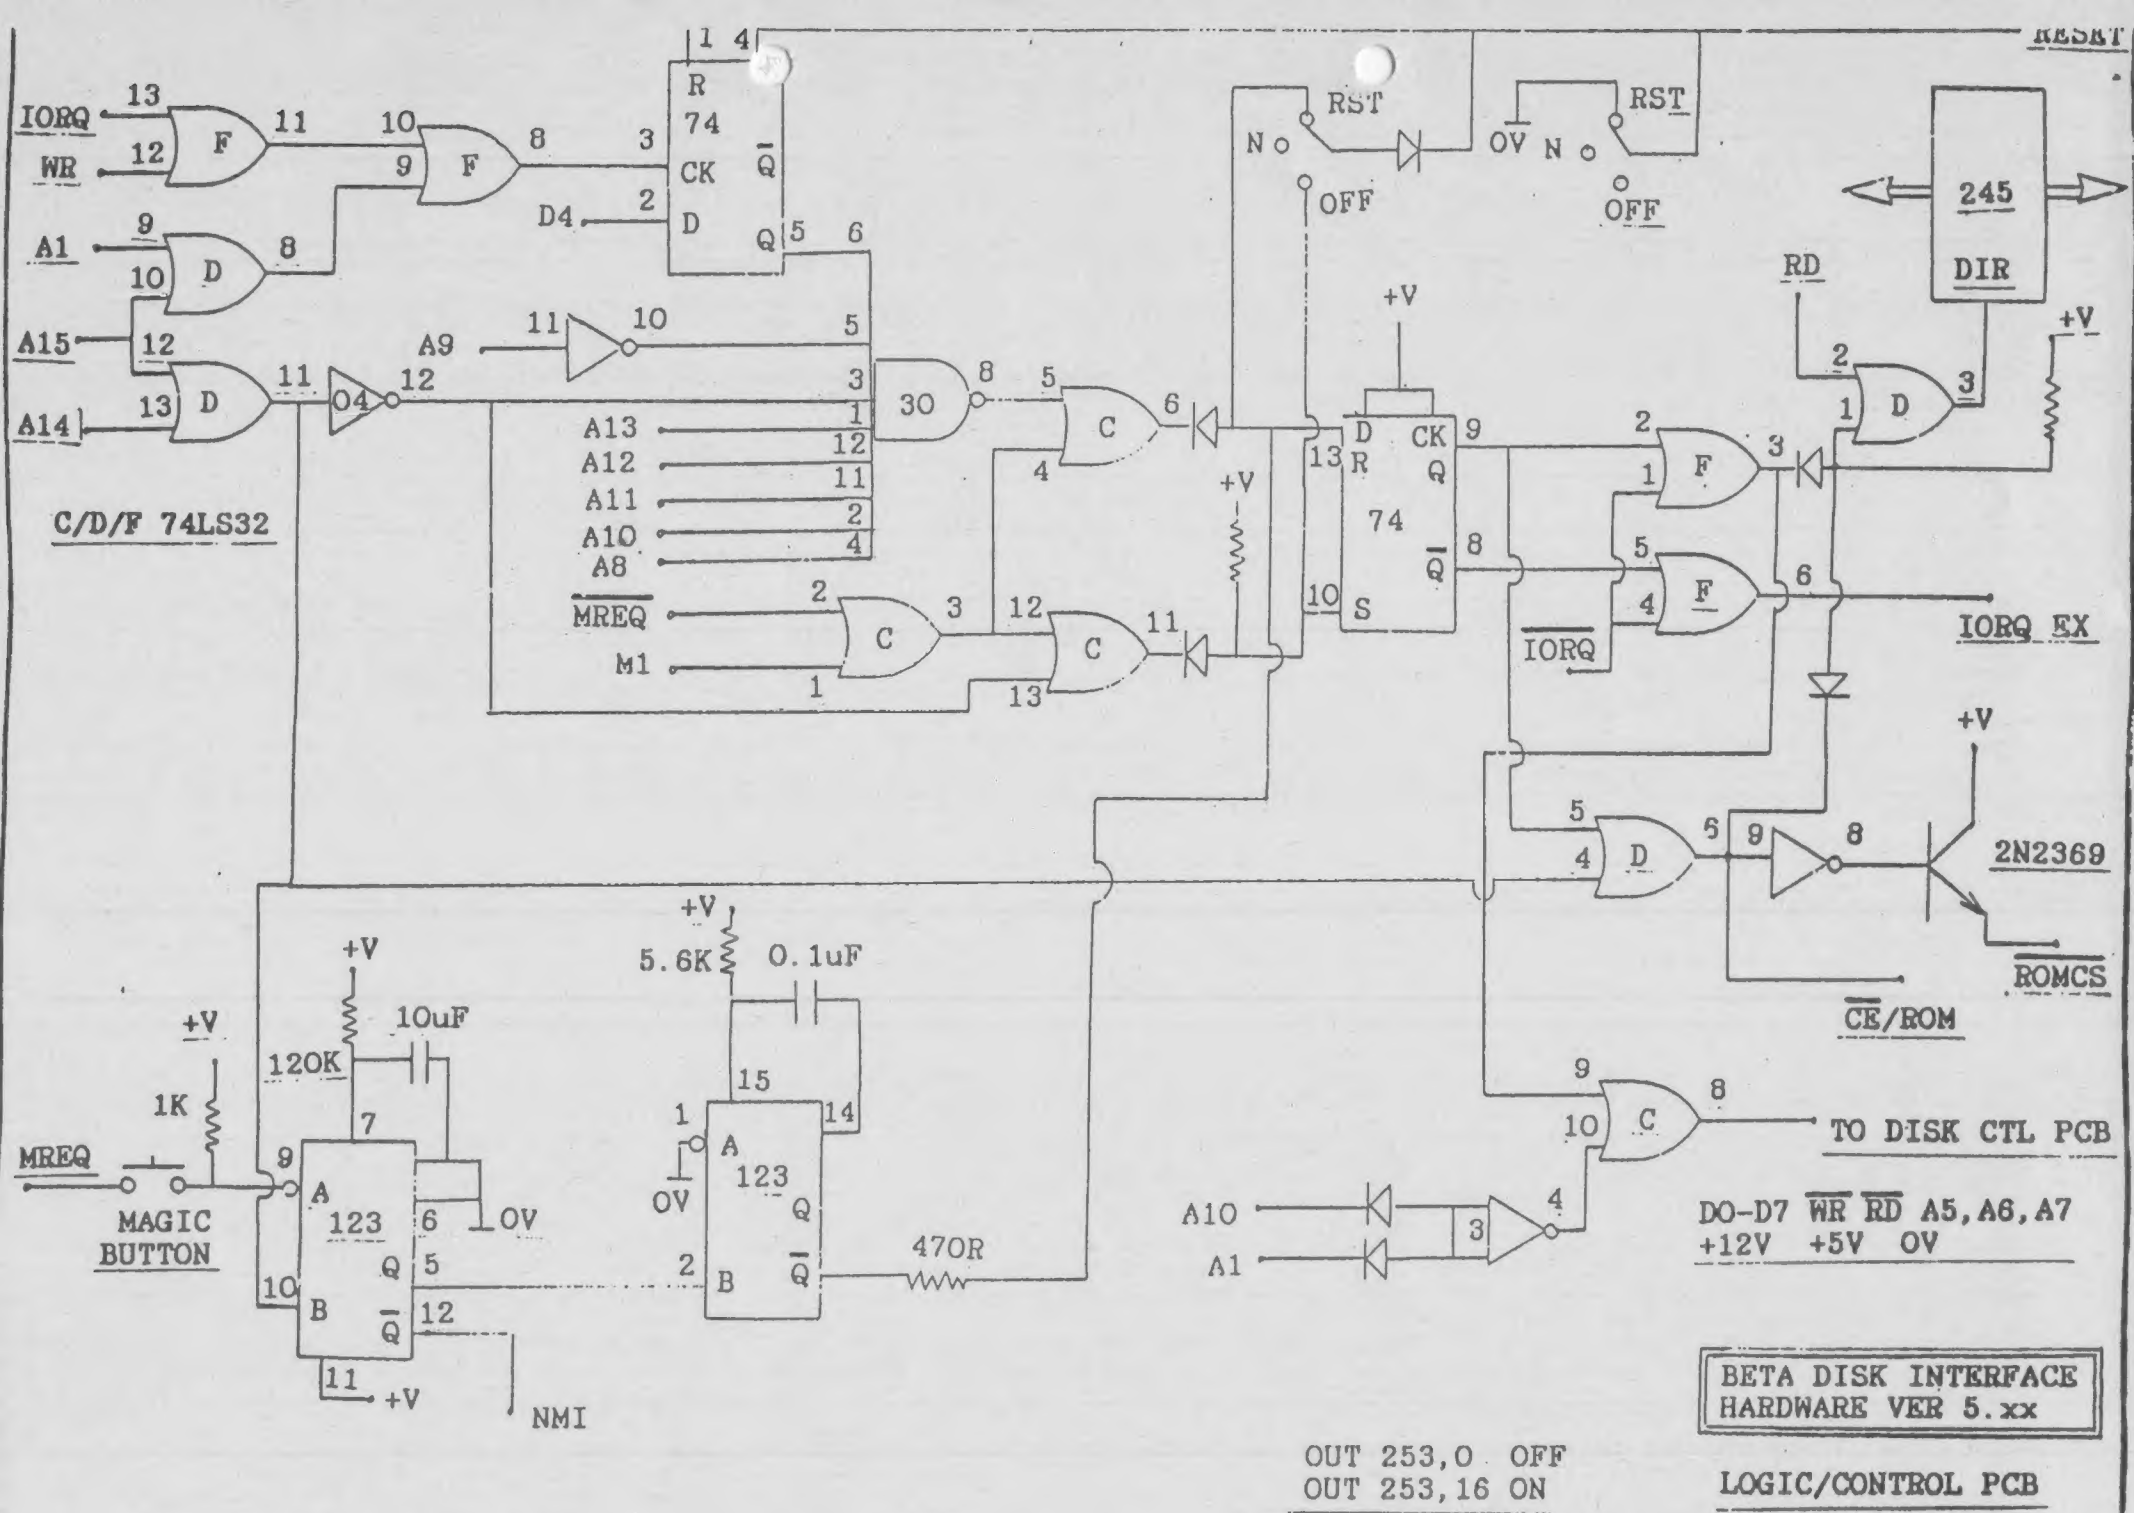 1 4
RESET
R
74
CK
D
Q
Q
IORQ
13
WR
12
F
11
10
9
F
8
3
2
D4
5
6
A1
9
10
D
8
A15
12
A14
13
D
11
04
12
A9
11
10
5
3
1
12
11
2
4
A13
A12
A11
A10
A8
30
8
5
4
C
6
C/D/F 74LS32
MREQ
M1
2
1
C
3
12
13
C
11
RST
N
OFF
0V
RST
N
OFF
245
DIR
RD
+V
2
1
D
3
+V
D
CK
R
Q
74
Q
S
13
10
9
8
+V
2
1
F
3
5
4
F
6
IORQ
IORQ EX
5
4
D
6
9
8
+V
2N2369
ROMCS
CE/ROM
+V
120K
10uF
+V
1K
MREQ
MAGIC
BUTTON
7
9
A
123
6
0V
Q
5
10
B
Q
12
11
+V
NMI
+V
5.6K
0.1uF
15
14
1
A
0V
123
Q
2
B
Q
470R
9
10
C
8
TO DISK CTL PCB
A10
A1
3
4
D0-D7 WR RD A5,A6,A7
+12V +5V 0V
BETA DISK INTERFACE
HARDWARE VER 5.xx
OUT 253,0 OFF
OUT 253,16 ON
LOGIC/CONTROL PCB